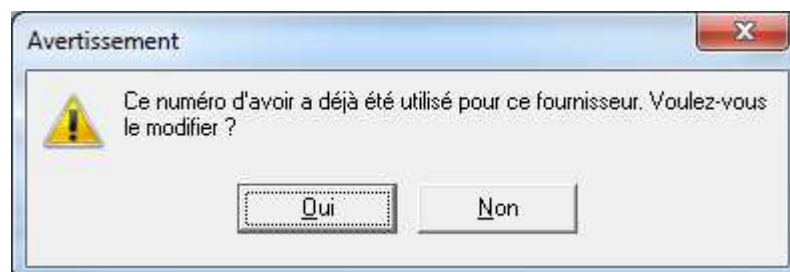 Avertissement
Ce numéro d'avoir a déjà été utilisé pour ce fournisseur. Voulez-vous
le modifier ?
Oui
Non